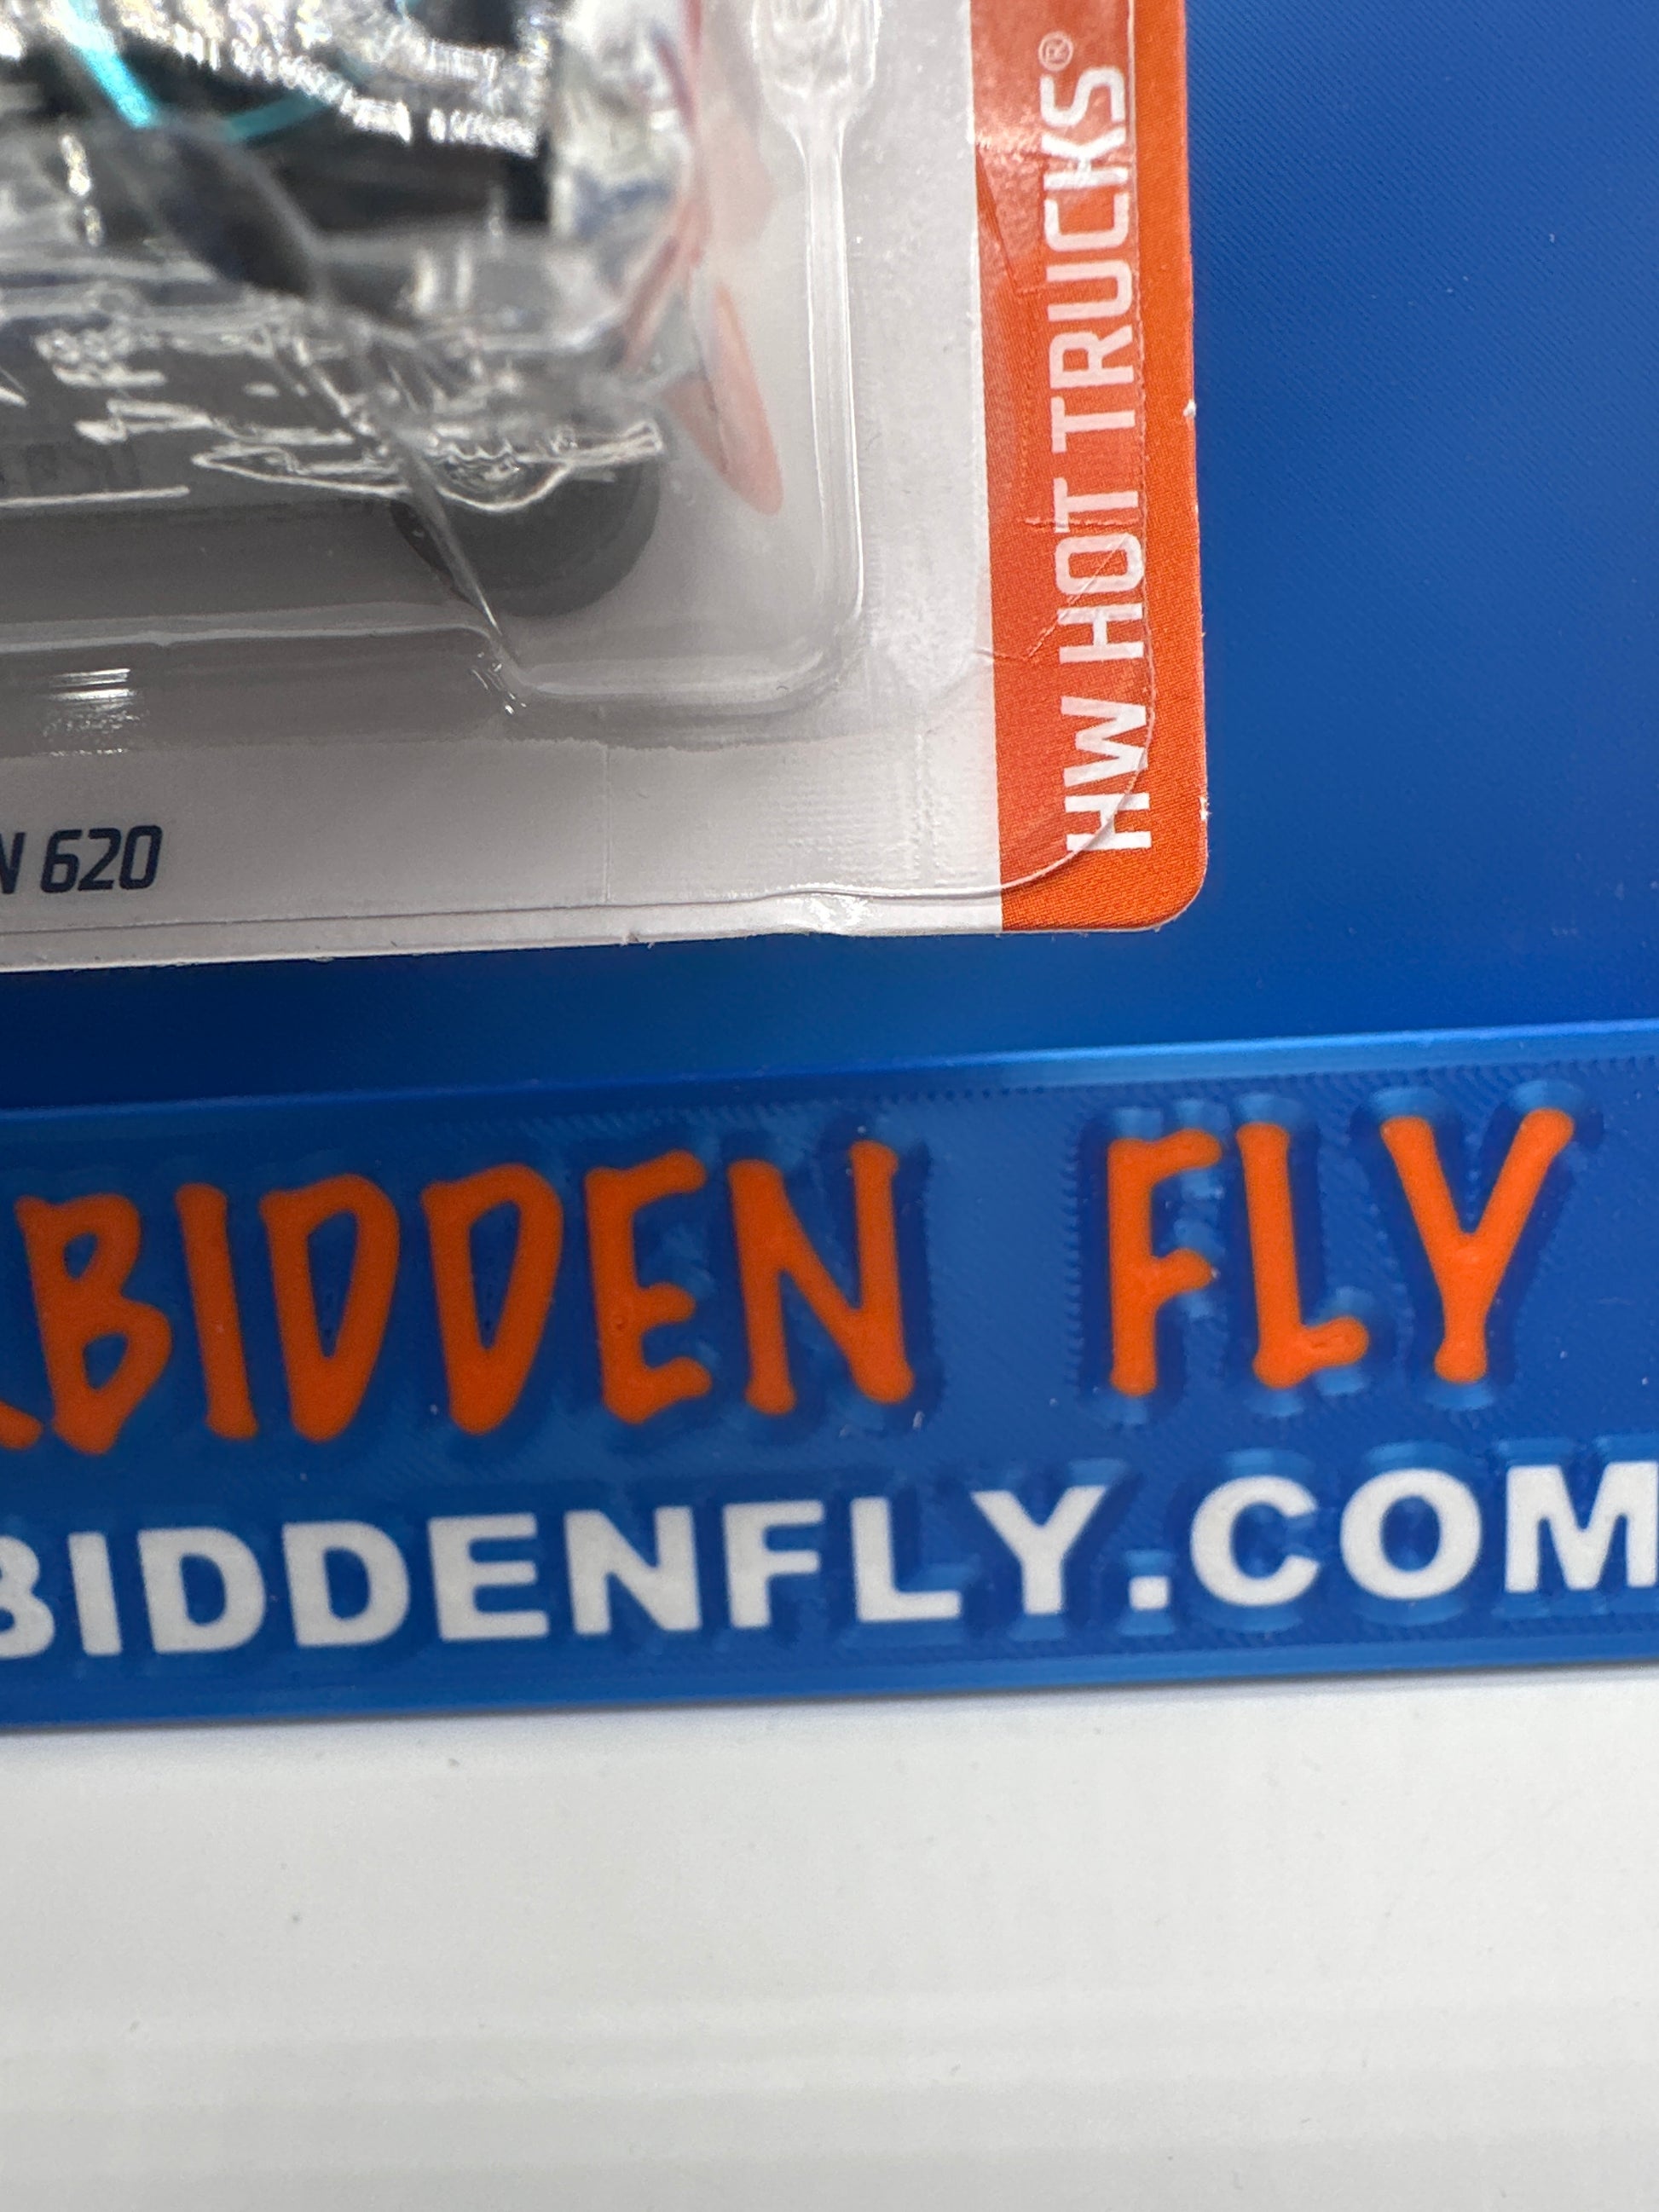 HW HOT TRUCKS®
N 620
BIDDEN FLY
BIDDENFLY.COM